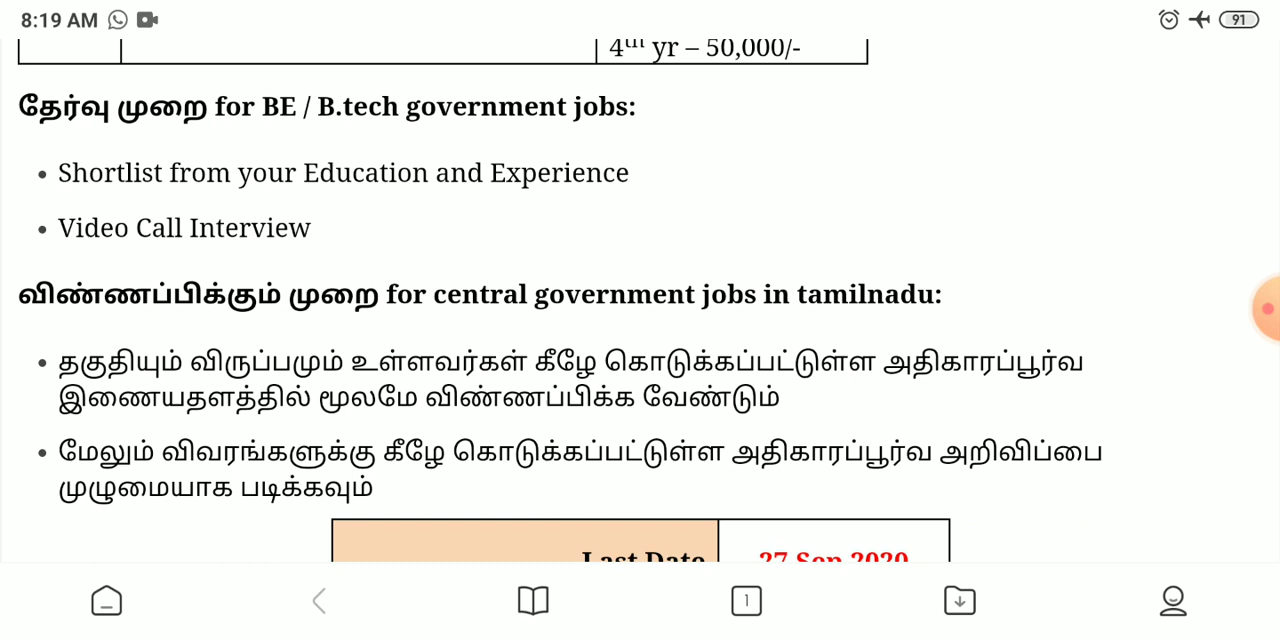 8:19 AM
91
4th yr – 50,000/-
தேர்வு முறை for BE / B.tech government jobs:
• Shortlist from your Education and Experience
• Video Call Interview
விண்ணப்பிக்கும் முறை for central government jobs in tamilnadu:
• தகுதியும் விருப்பமும் உள்ளவர்கள் கீழே கொடுக்கப்பட்டுள்ள அதிகாரப்பூர்வ
இணையதளத்தில் மூலமே விண்ணப்பிக்க வேண்டும்
• மேலும் விவரங்களுக்கு கீழே கொடுக்கப்பட்டுள்ள அதிகாரப்பூர்வ அறிவிப்பை
முழுமையாக படிக்கவும்
Last Date 27 Sep 2020
1